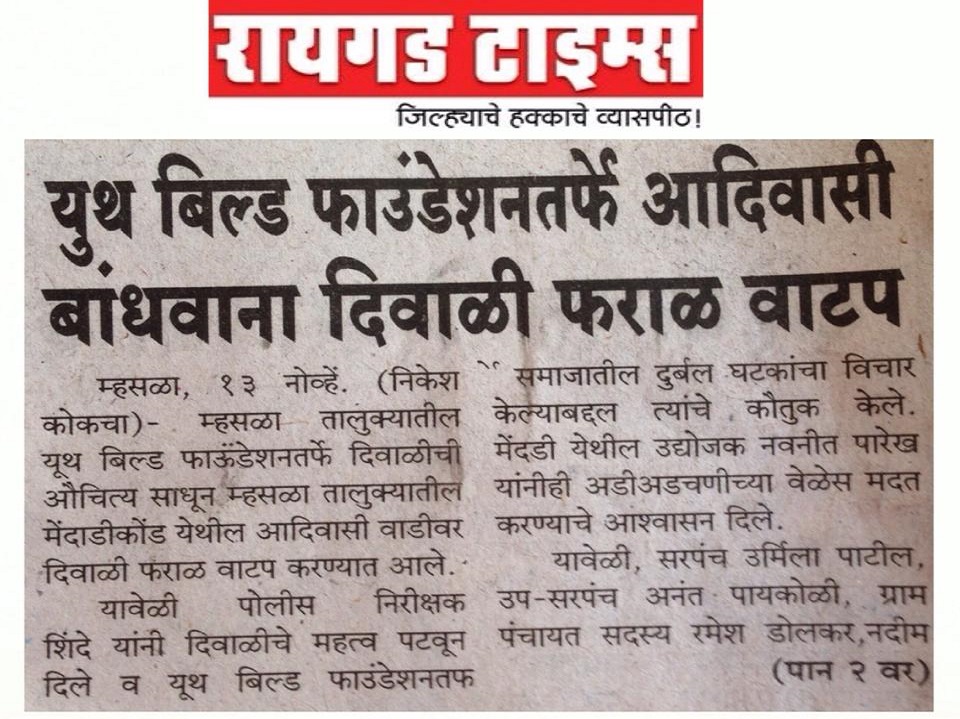 रायगड टाइम्स
जिल्ह्याचे हक्काचे व्यासपीठ!
युथ बिल्ड फाउंडेशनतर्फे आदिवासी
बांधवाना दिवाळी फराळ वाटप
म्हसळा, १३ नोव्हें. (निकेश
कोकचा)- म्हसळा तालुक्यातील
यूथ बिल्ड फाऊंडेशनतर्फे दिवाळीची
औचित्य साधून म्हसळा तालुक्यातील
मेंदाडीकोंड येथील आदिवासी वाडीवर
दिवाळी फराळ वाटप करण्यात आले.
यावेळी पोलीस निरीक्षक
शिंदे यांनी दिवाळीचे महत्व पटवून
दिले व यूथ बिल्ड फाउंडेशनतफ
समाजातील दुर्बल घटकांचा विचार
केल्याबद्दल त्यांचे कौतुक केले.
मेंदडी येथील उद्योजक नवनीत पारेख
यांनीही अडीअडचणीच्या वेळेस मदत
करण्याचे आश्वासन दिले.
यावेळी, सरपंच उर्मिला पाटील,
उप-सरपंच अनंत पायकोळी, ग्राम
पंचायत सदस्य रमेश डोलकर,नदीम
(पान २ वर)